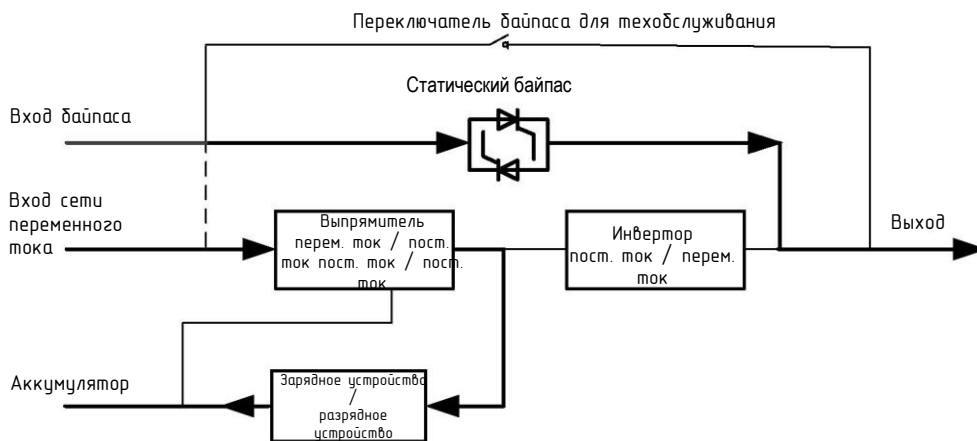 Переключатель байпаса для техобслуживания
Статический байпас
Вход байпаса
Вход сети
переменного
тока
Выпрямитель
перем. ток / пост.
ток пост. ток / пост.
ток
Инвертор
пост. ток / перем.
ток
Выход
Аккумулятор
Зарядное устройство
/
разрядное
устройство